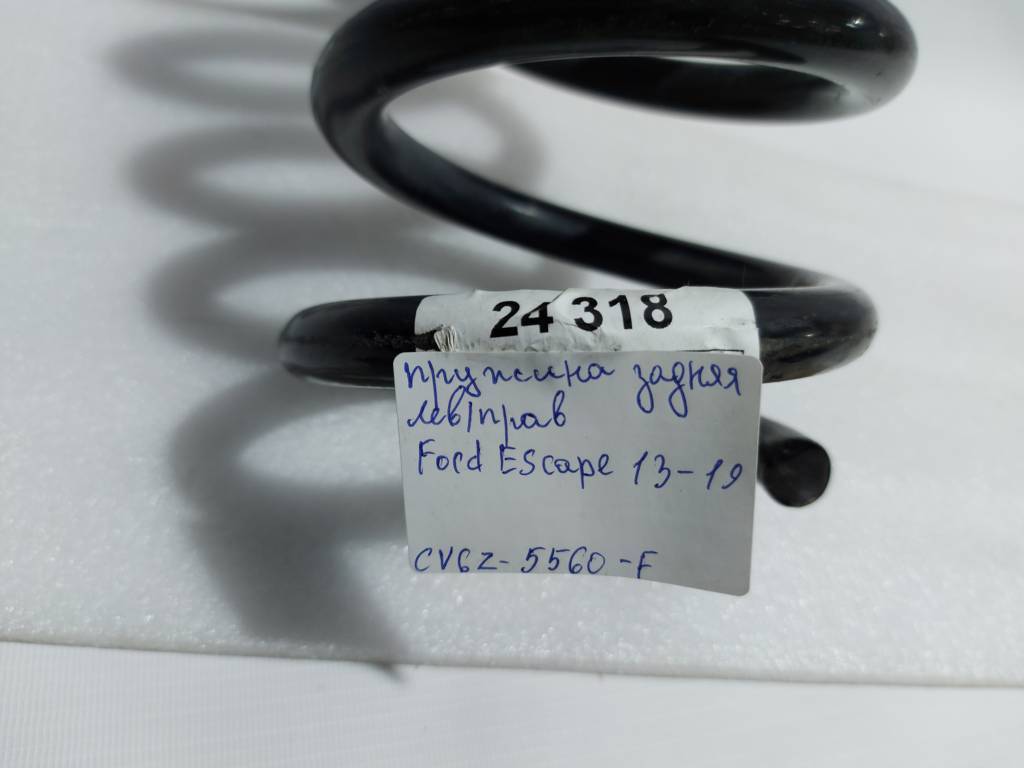 24 318
пружина задняя
лев/прав
Ford Escape 13-19
CV6Z-5560-F